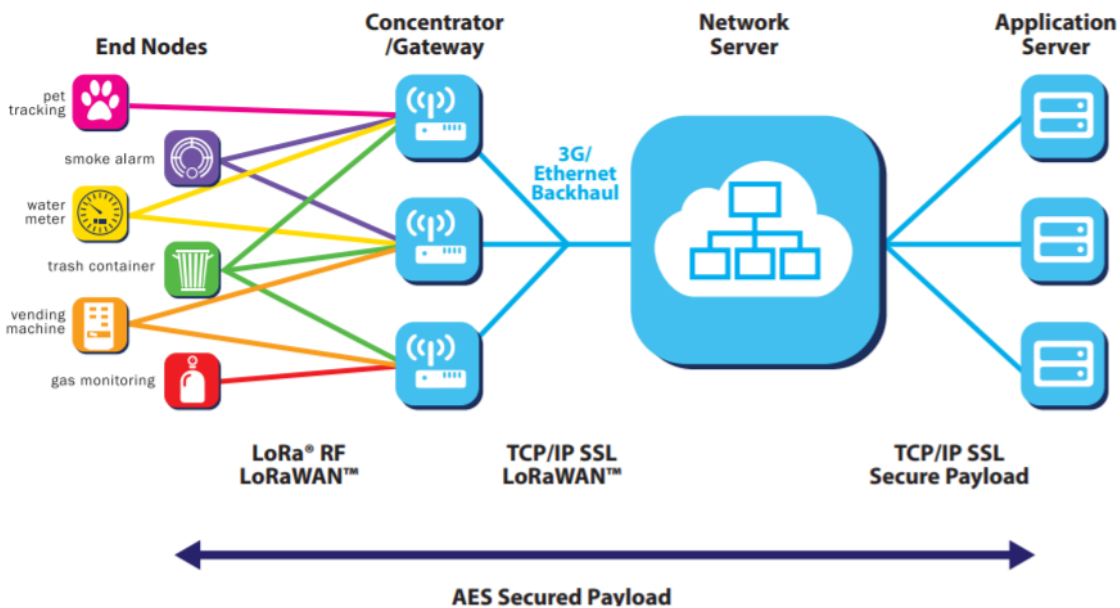 End Nodes
Concentrator
/Gateway
Network
Server
Application
Server
pet
tracking
smoke alarm
water
meter
trash container
vending
machine
gas monitoring
3G/
Ethernet
Backhaul
LoRa® RF
LoRaWAN™
TCP/IP SSL
LoRaWAN™
TCP/IP SSL
Secure Payload
AES Secured Payload